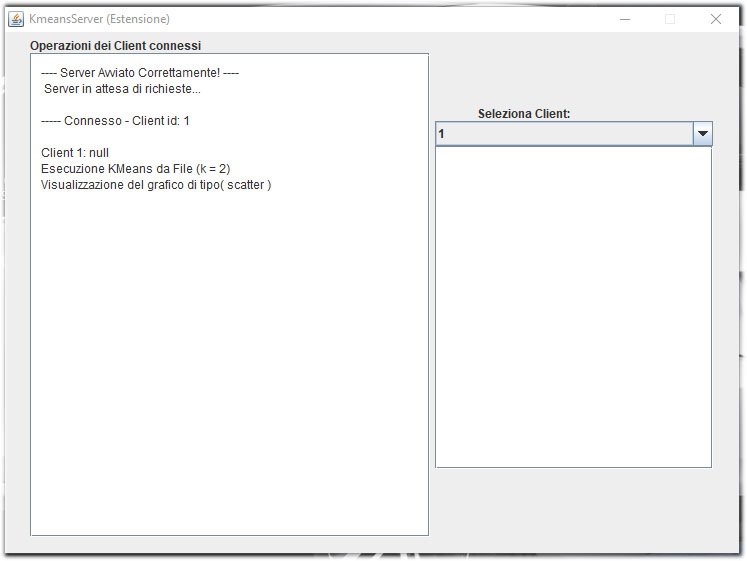 KmeansServer (Estensione)
Operazioni dei Client connessi
---- Server Avviato Correttamente! ----
Server in attesa di richieste...
----- Connesso - Client id: 1
Client 1: null
Esecuzione KMeans da File (k = 2)
Visualizzazione del grafico di tipo( scatter )
Seleziona Client:
1